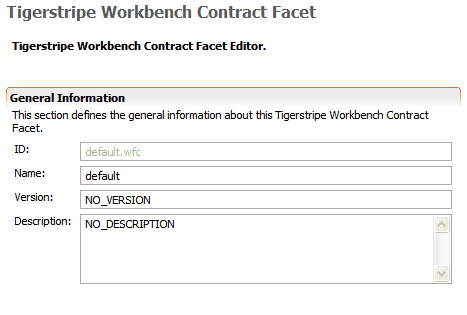 Tigerstripe Workbench Contract Facet
Tigerstripe Workbench Contract Facet Editor.
General Information
This section defines the general information about this Tigerstripe Workbench Contract
Facet.
ID: default.wfc
Name: default
Version: NO_VERSION
Description: NO_DESCRIPTION